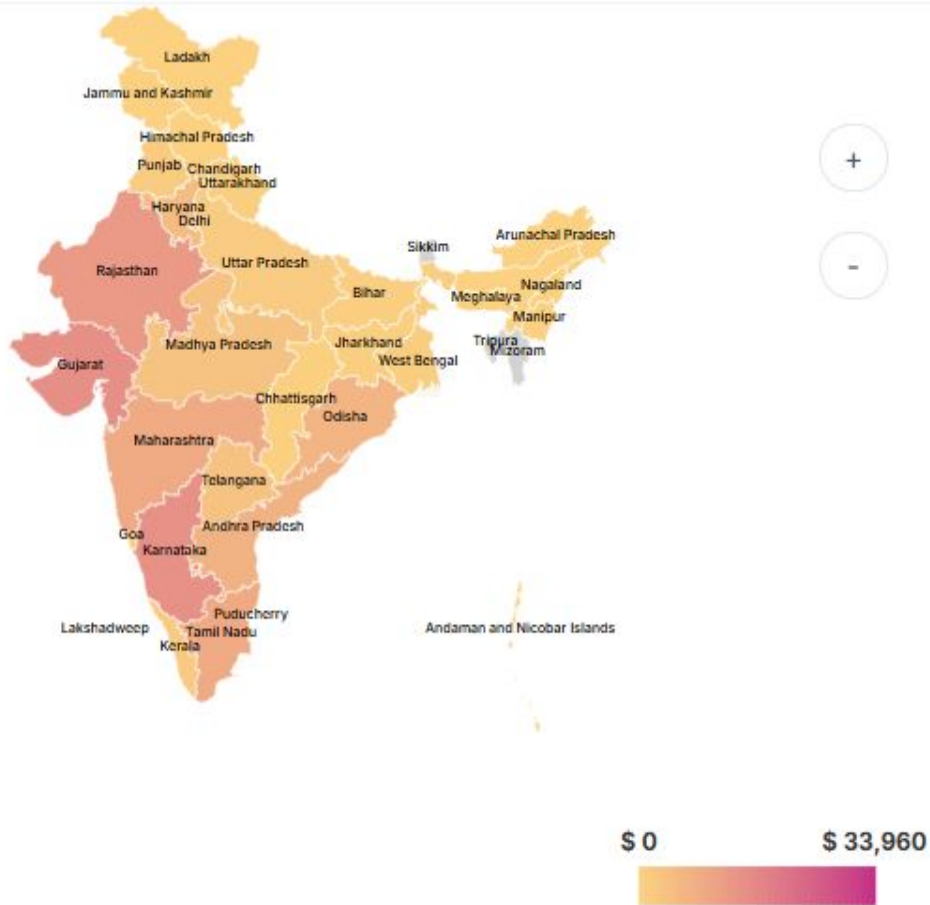 Ladakh
Jammu and Kashmir
Himachal Pradesh
+
Punjab
Chandigarh
Uttarakhand
Haryana
Delhi
Arunachal Pradesh
Sikkim
Uttar Pradesh
-
Rajasthan
Nagaland
Bihar
Meghalaya
Manipur
Tripura
Mizoram
Madhya Pradesh
Jharkhand
West Bengal
Gujarat
Chhattisgarh
Odisha
Maharashtra
Telangana
Andhra Pradesh
Goa
Karnataka
Puducherry
Lakshadweep
Tamil Nadu
Andaman and Nicobar Islands
Kerala
$ 0
$ 33,960